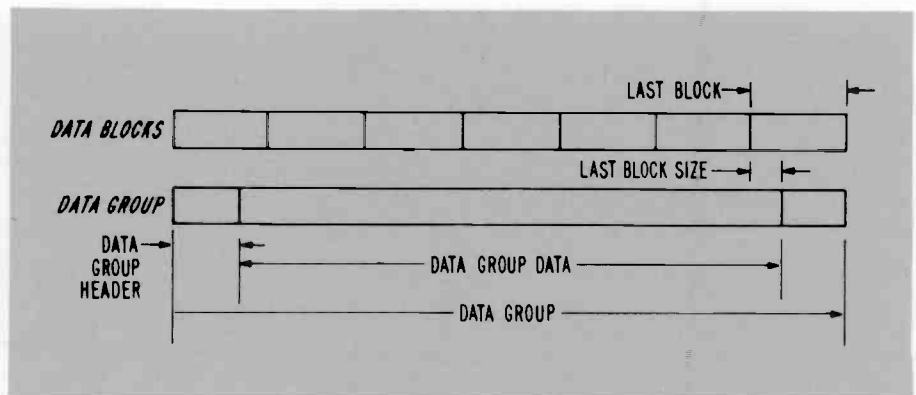 LAST BLOCK
DATA BLOCKS
LAST BLOCK SIZE
DATA GROUP
DATA
GROUP
HEADER
DATA GROUP DATA
DATA GROUP